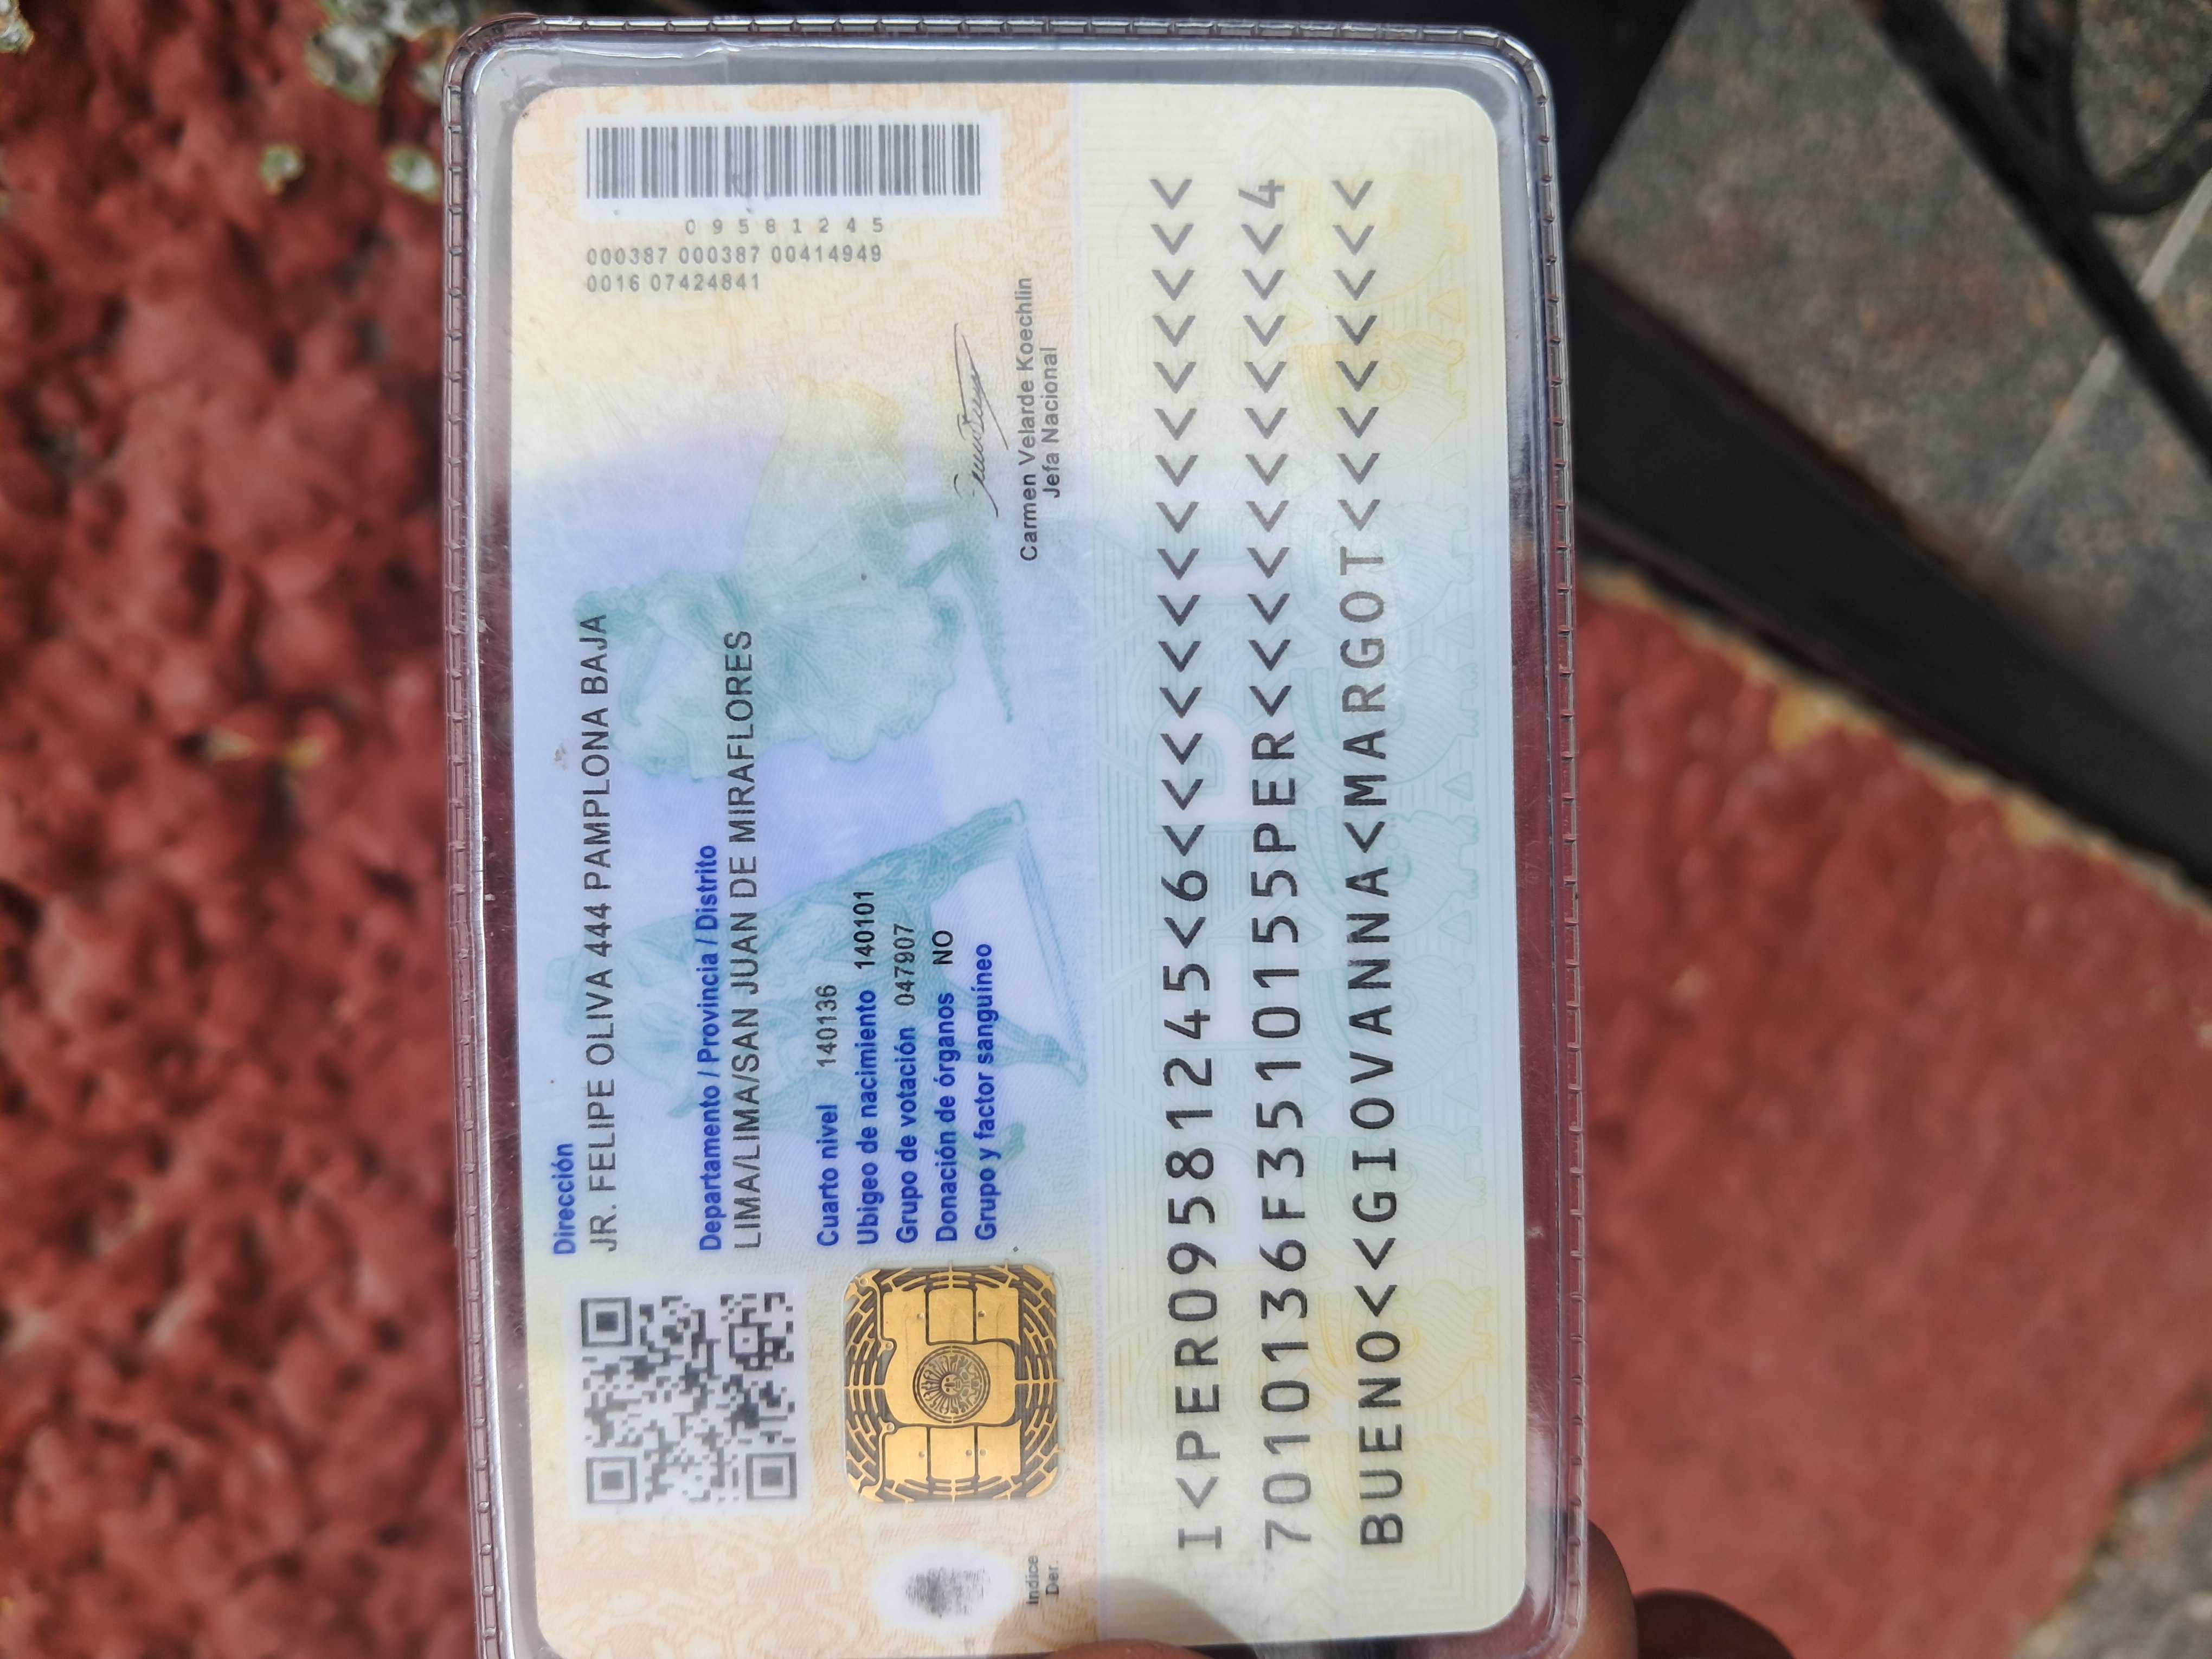 09581245
000387 000387 00414949
0016 07424841
Dirección
JR. FELIPE OLIVA 444 PAMPLONA BAJA
Departamento / Provincia / Distrito
LIMA/LIMA/SAN JUAN DE MIRAFLORES
Cuarto nivel 140136
Ubigeo de nacimiento 140101
Grupo de votación 047907
Donación de órganos NO
Grupo y factor sanguíneo
Carmen Velarde Koechlin
Jefa Nacional
Indice
Der.
I<PER09581245<6<<<<<<<<<<<<<<<
7010136F3510155PER<<<<<<<<<<<4
BUENO<<GIOVANNA<MARGOT<<<<<<<<